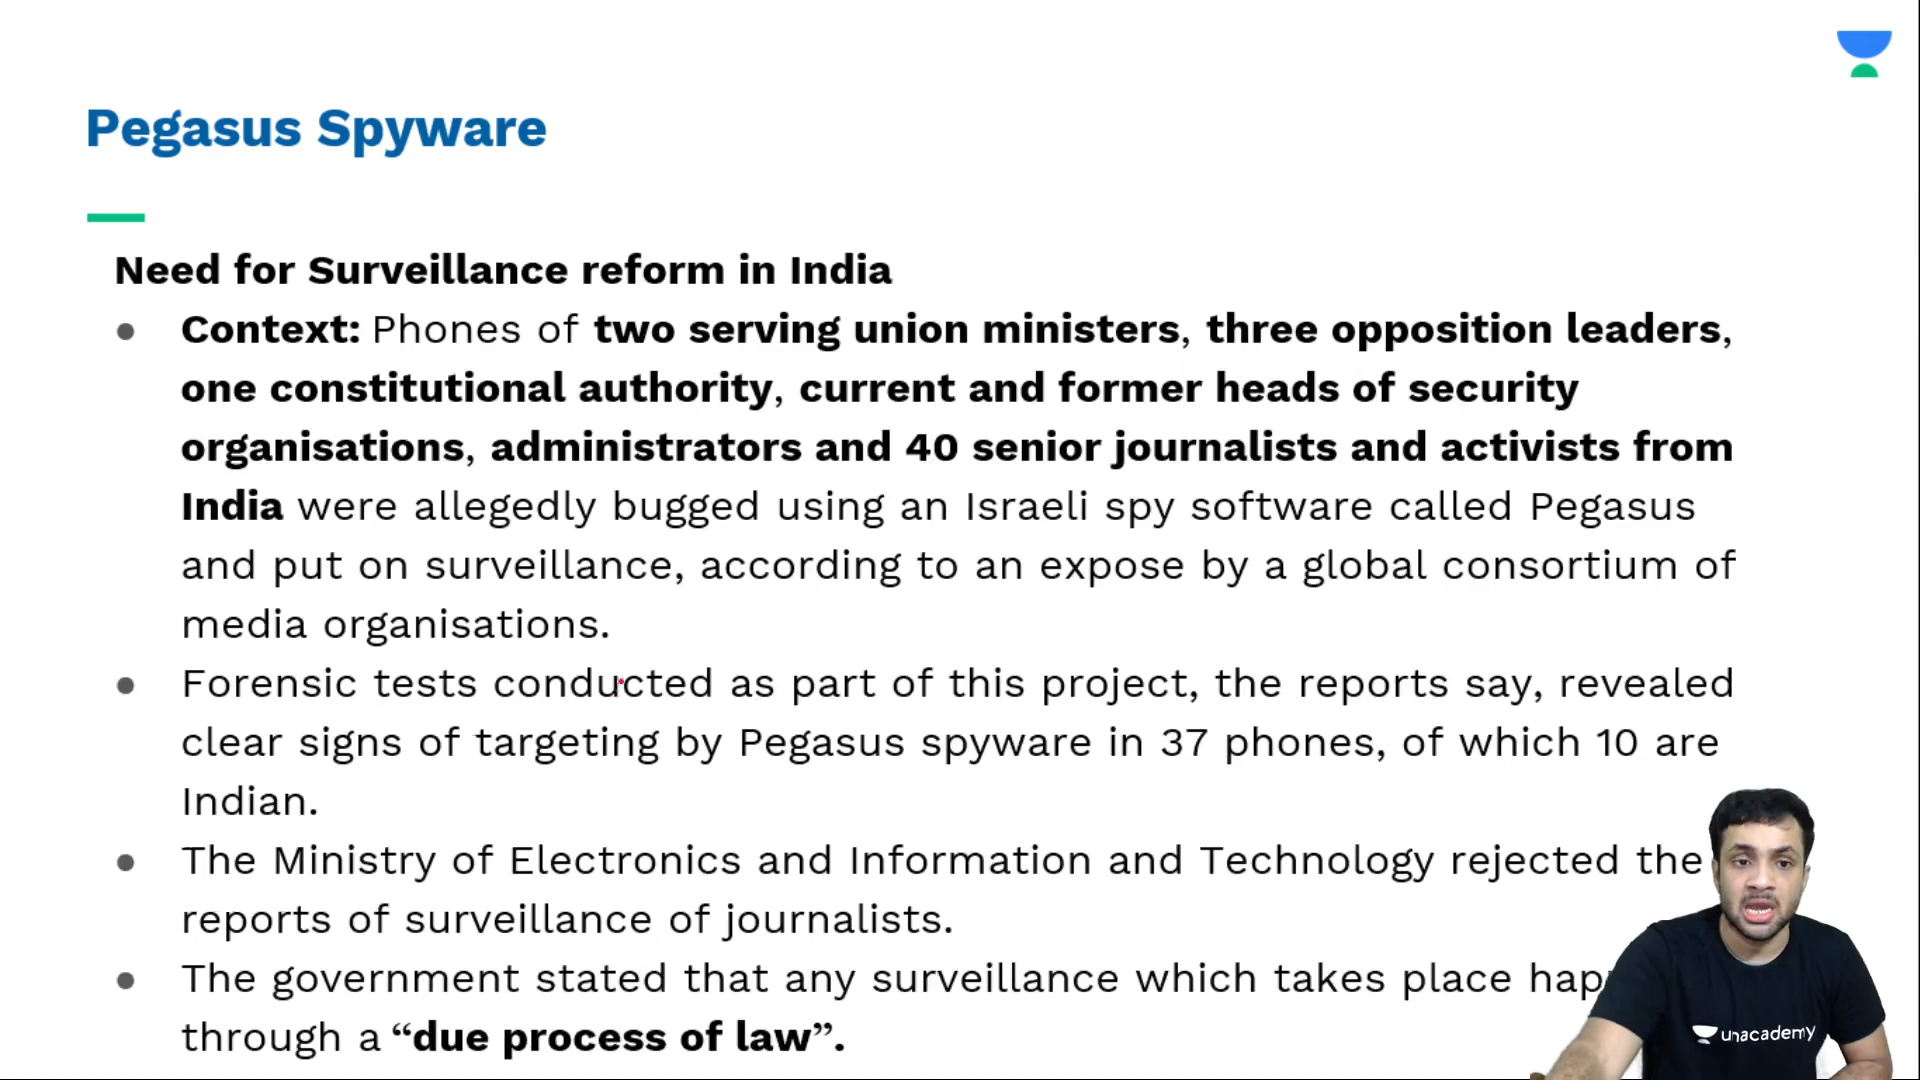 Pegasus Spyware
Need for Surveillance reform in India
● Context: Phones of two serving union ministers, three opposition leaders,
one constitutional authority, current and former heads of security
organisations, administrators and 40 senior journalists and activists from
India were allegedly bugged using an Israeli spy software called Pegasus
and put on surveillance, according to an expose by a global consortium of
media organisations.
● Forensic tests conducted as part of this project, the reports say, revealed
clear signs of targeting by Pegasus spyware in 37 phones, of which 10 are
Indian.
● The Ministry of Electronics and Information and Technology rejected the
reports of surveillance of journalists.
● The government stated that any surveillance which takes place
through a “due process of law”.
unacademy